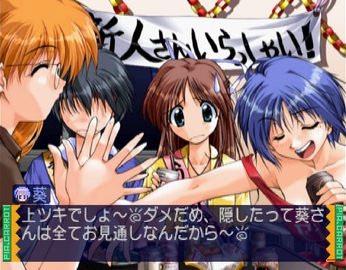 新人さんいらっしゃい!
葵
上ツキでしょ～※ダメだめ、隠したって葵さ
んは全てお見通しなんだから～※
PIA CARROT
PIA CARROT